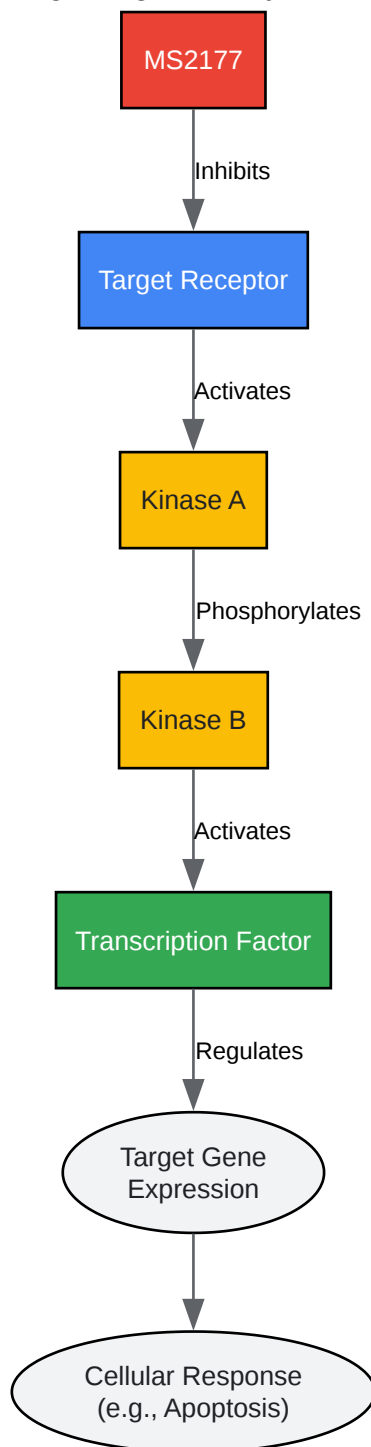 MS2177
Inhibits
Target Receptor
Activates
Kinase A
Phosphorylates
Kinase B
Activates
Transcription Factor
Regulates
Target Gene
Expression
Cellular Response
(e.g., Apoptosis)